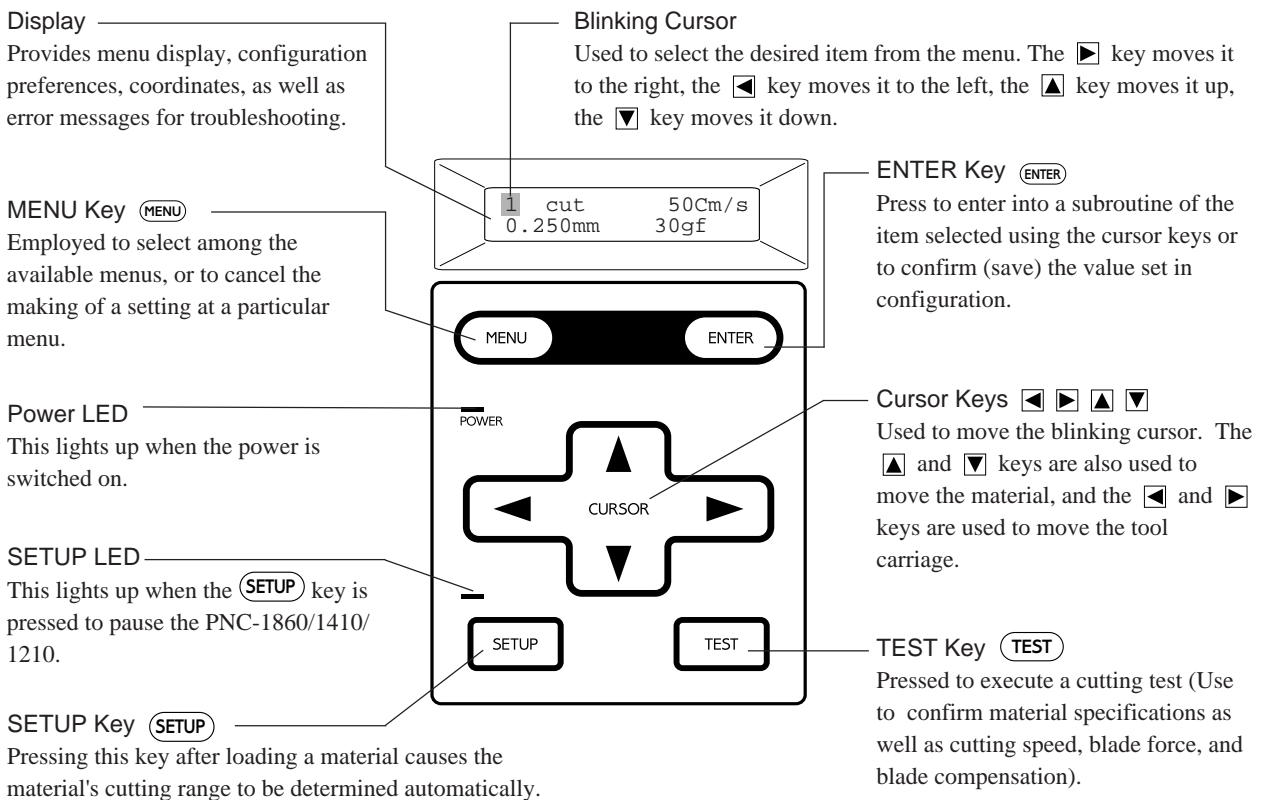 Display
Provides menu display, configuration
preferences, coordinates, as well as
error messages for troubleshooting.
Blinking Cursor
Used to select the desired item from the menu. The ▶ key moves it
to the right, the ◀ key moves it to the left, the ▲ key moves it up,
the ▼ key moves it down.
MENU Key MENU
Employed to select among the
available menus, or to cancel the
making of a setting at a particular
menu.
1 cut 50Cm/s
0.250mm 30gf
ENTER Key ENTER
Press to enter into a subroutine of the
item selected using the cursor keys or
to confirm (save) the value set in
configuration.
MENU
ENTER
Power LED
This lights up when the power is
switched on.
POWER
CURSOR
Cursor Keys ◀ ▶ ▲ ▼
Used to move the blinking cursor. The
▲ and ▼ keys are also used to
move the material, and the ◀ and ▶
keys are used to move the tool
carriage.
SETUP LED
This lights up when the SETUP key is
pressed to pause the PNC-1860/1410/
1210.
SETUP
TEST
TEST Key TEST
Pressed to execute a cutting test (Use
to confirm material specifications as
well as cutting speed, blade force, and
blade compensation).
SETUP Key SETUP
Pressing this key after loading a material causes the
material's cutting range to be determined automatically.